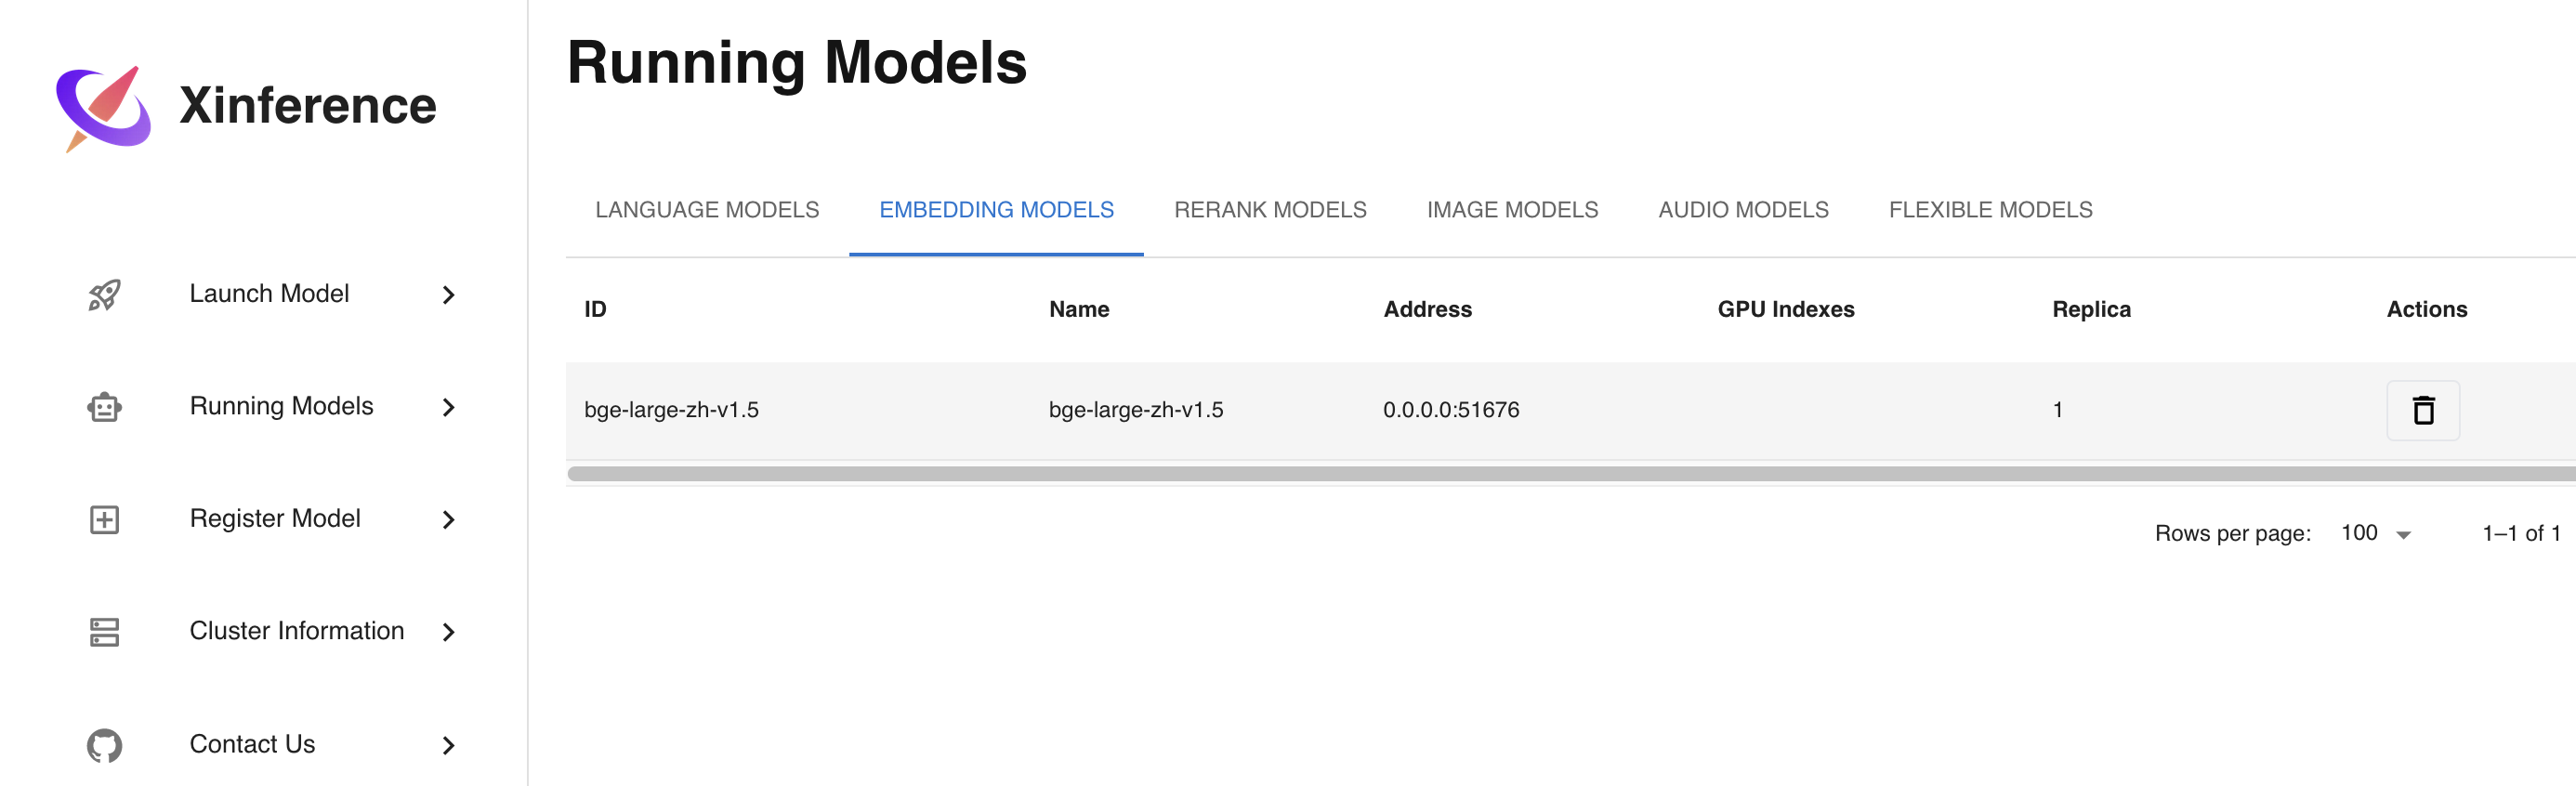 Xinference
Launch Model
Running Models
Register Model
Cluster Information
Contact Us
Running Models
LANGUAGE MODELS EMBEDDING MODELS RERANK MODELS IMAGE MODELS AUDIO MODELS FLEXIBLE MODELS
ID Name Address GPU Indexes Replica Actions
bge-large-zh-v1.5 bge-large-zh-v1.5 0.0.0.0:51676 1
Rows per page: 100 1–1 of 1